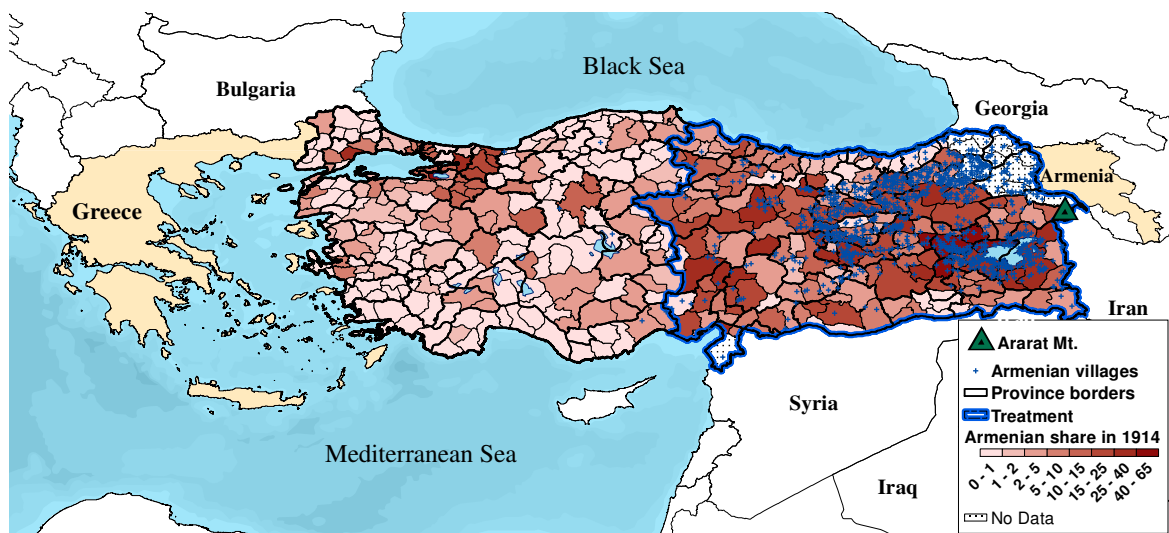 Black Sea
Bulgaria
Georgia
Armenia
Greece
Iran
Syria
Mediterranean Sea
Iraq
Ararat Mt.
Armenian villages
Province borders
Treatment
Armenian share in 1914
0 - 1
1 - 2
2 - 5
5 - 10
10 - 15
15 - 25
25 - 40
40 - 65
No Data